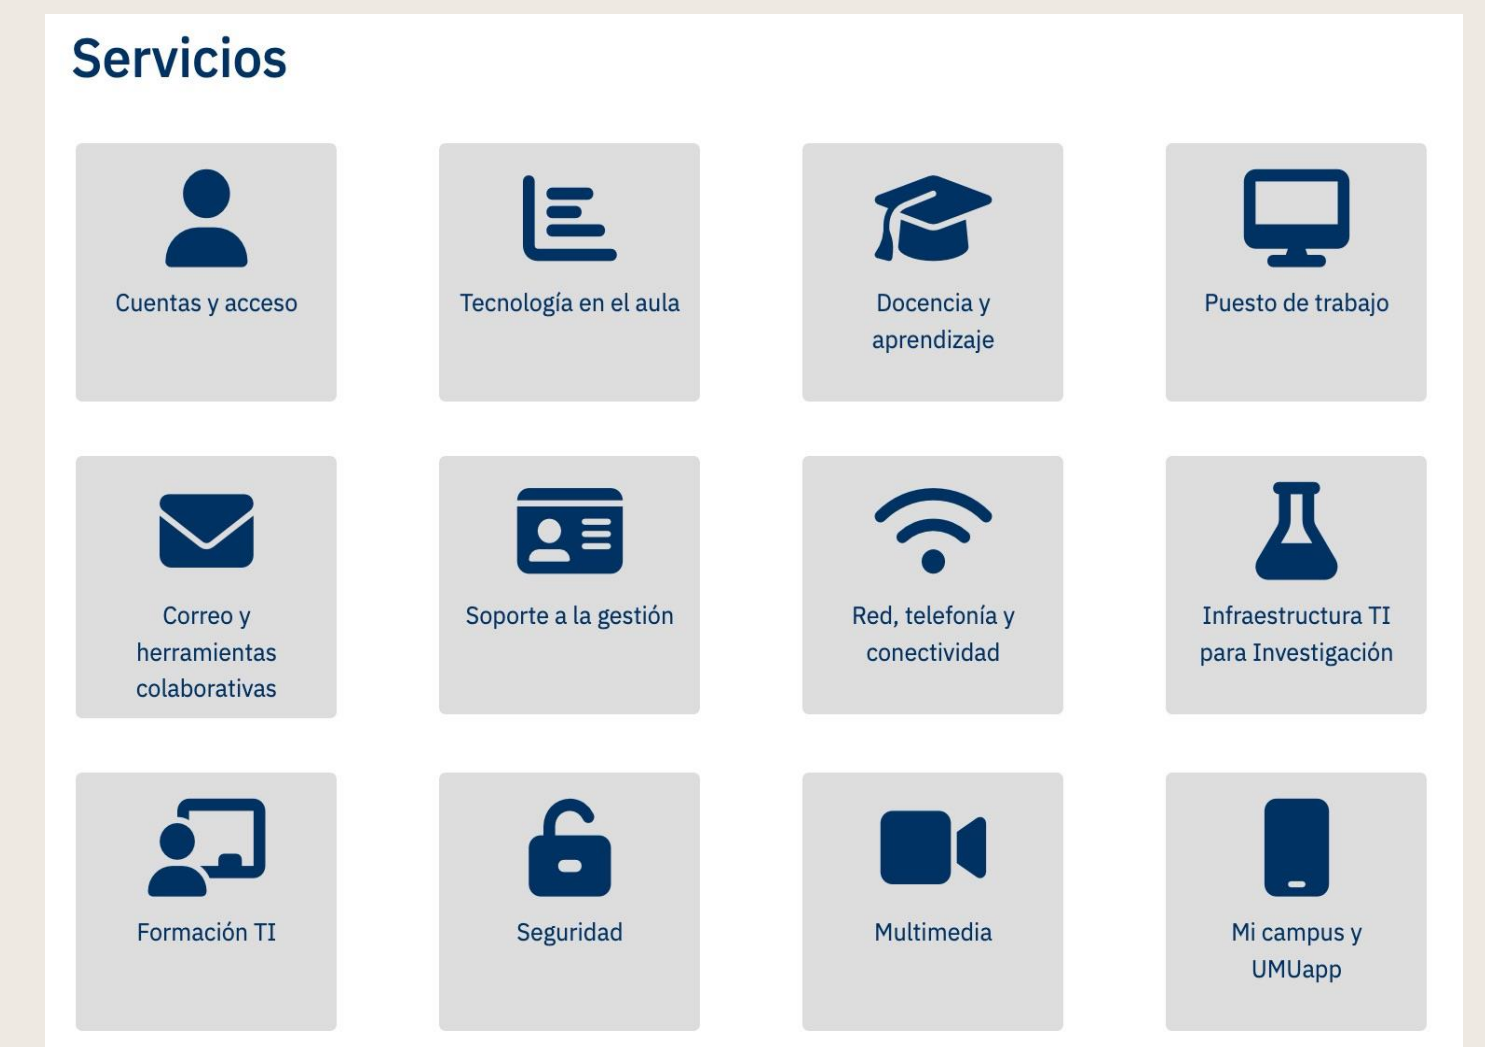 Servicios
Cuentas y acceso
Tecnología en el aula
Docencia y
aprendizaje
Puesto de trabajo
Correo y
herramientas
colaborativas
Soporte a la gestión
Red, telefonía y
conectividad
Infraestructura TI
para Investigación
Formación TI
Seguridad
Multimedia
Mi campus y
UMUapp